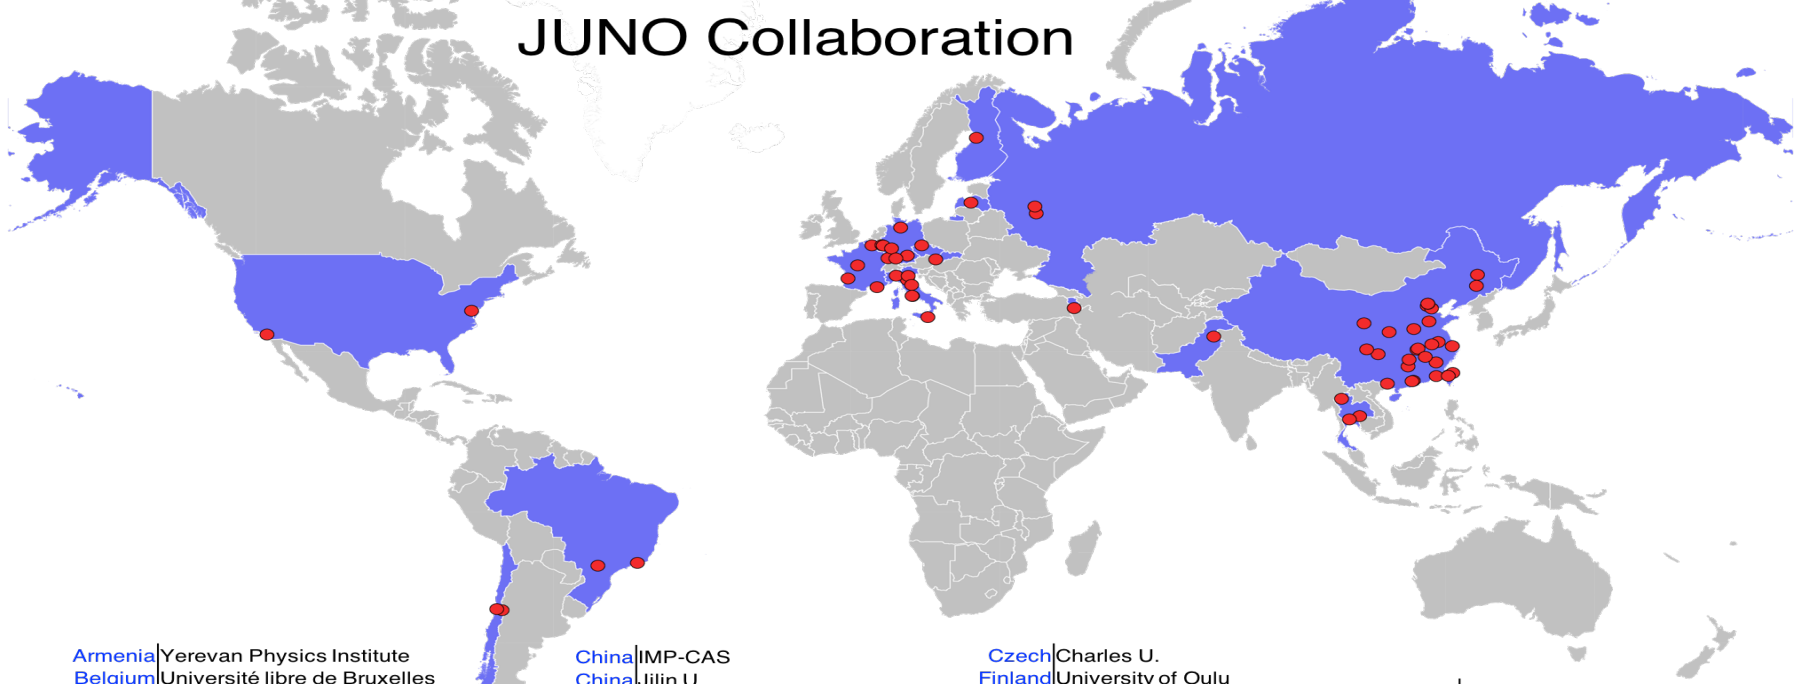 JUNO Collaboration
Armenia Yerevan Physics Institute
China IMP-CAS
Czech Charles U.
Belgium Université libre de Bruxelles
China Jilin U.
Finland University of Oulu